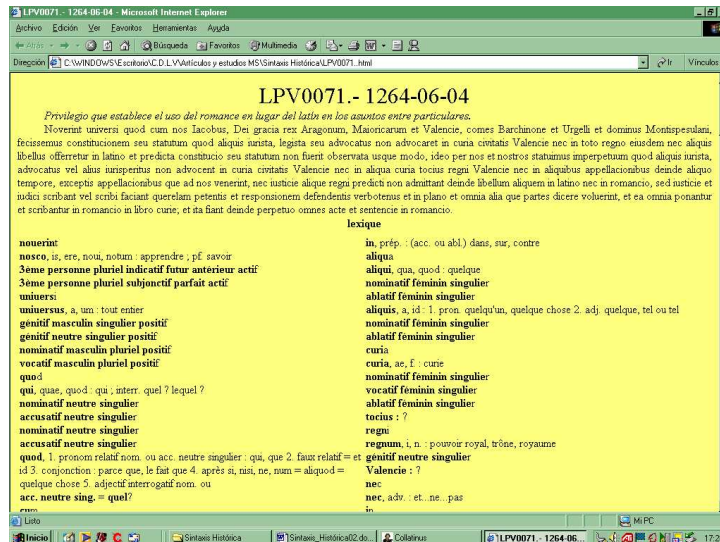 LPV0071.- 1264-06-04 - Microsoft Internet Explorer
Archivo Edición Ver Favoritos Herramientas Ayuda
Atrás Búsqueda Favoritos Multimedia
Dirección C:\WINDOWS\Escritorio\C.D.L.V\Artículos y estudios MS\Sintaxis Histórica\LPV0071..html Ir Vínculos
LPV0071.- 1264-06-04
Privilegio que establece el uso del romance en lugar del latín en los asuntos entre particulares.
Noverint universi quod cum nos Iacobus, Dei gracia rex Aragonum, Maioricarum et Valencie, comes Barchinone et Urgelli et dominus Montispesulani,
fecissemus constitucionem seu statutum quod aliquis iurista, legista seu advocatus non advocaret in curia civitatis Valencie nec in toto regno eiusdem nec aliquis
libellus offerretur in latino et predicta constitucio seu statutum non fuerit observata usque modo, ideo per nos et nostros statuimus imperpetuum quod aliquis iurista,
advocatus vel alius iurisperitus non advocent in curia civitatis Valencie nec in aliqua curia tocius regni Valencie nec in aliquibus appellacionibus deinde aliquo
tempore, exceptis appellacionibus que ad nos venerint, nec iusticie alique regni predicti non admittant deinde libellum aliquem in latino nec in romancio, sed iusticie et
iudici scribant vel scribi faciant querelam petentis et responsionem defendentis verbotenus et in plano et omnia alia que partes dicere voluerint, et ea omnia ponantur
et scribantur in romancio in libro curie; et ita fiant deinde perpetuo omnes acte et sentencie in romancio.
lexique
nouerint
nosco, is, ere, noui, notum : apprendre ; pf. savoir
3ème personne pluriel indicatif futur antérieur actif
3ème personne pluriel subjonctif parfait actif
uniuersi
uniuersus, a, um : tout entier
génitif masculin singulier positif
génitif neutre singulier positif
nominatif masculin pluriel positif
vocatif masculin pluriel positif
quod
qui, quae, quod : qui ; interr. quel ? lequel ?
nominatif neutre singulier
accusatif neutre singulier
nominatif neutre singulier
accusatif neutre singulier
quod, 1. pronom relatif nom. ou acc. neutre singulier : qui, que 2. faux relatif = et
id 3. conjonction : parce que, le fait que 4. après si, nisi, ne, num = aliquod =
quelque chose 5. adjectif interrogatif nom. ou
acc. neutre sing. = quel?
cum
in, prép. : (acc. ou abl.) dans, sur, contre
aliqua
aliqui, qua, quod : quelque
nominatif féminin singulier
ablatif féminin singulier
aliquis, a, id : 1. pron. quelqu'un, quelque chose 2. adj. quelque, tel ou tel
nominatif féminin singulier
ablatif féminin singulier
curia
curia, ae, f. : curie
nominatif féminin singulier
vocatif féminin singulier
ablatif féminin singulier
tocius : ?
regni
regnum, i, n. : pouvoir royal, trône, royaume
génitif neutre singulier
Valencie : ?
nec
nec, adv. : et...ne...pas
in
Listo Mi PC
Inicio Sintaxis Histórica Sintaxis_Histórica02.do... Collatinus LPV0071.- 1264-06...